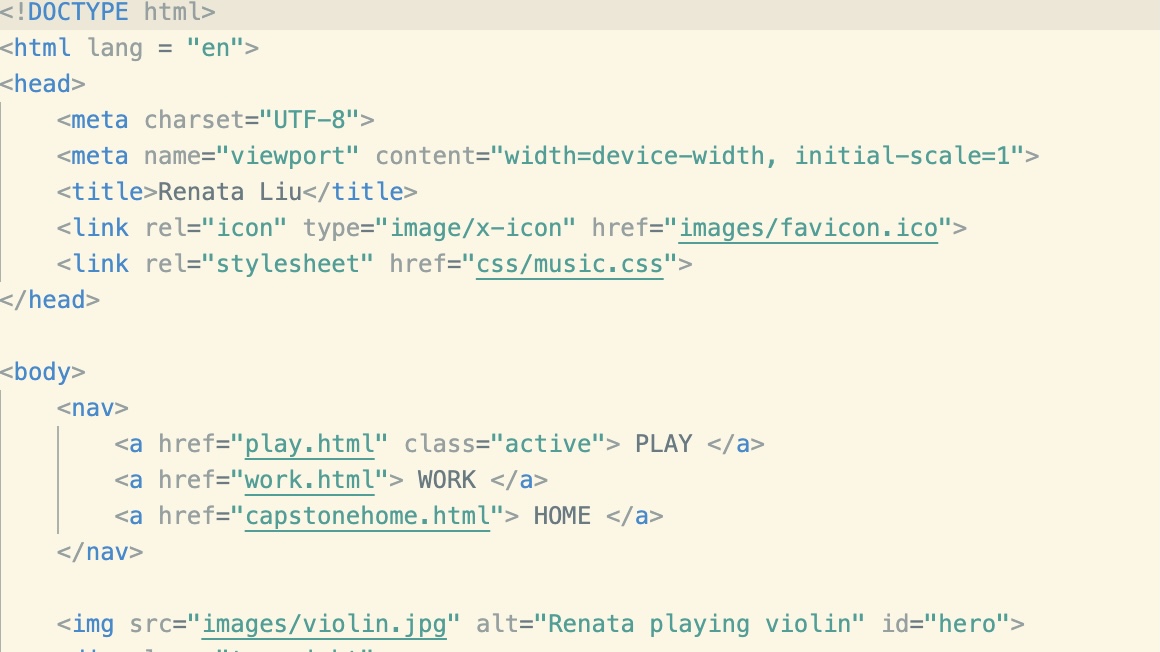 <!DOCTYPE html>
<html lang = "en">
<head>
    <meta charset="UTF-8">
    <meta name="viewport" content="width=device-width, initial-scale=1">
    <title>Renata Liu</title>
    <link rel="icon" type="image/x-icon" href="images/favicon.ico">
    <link rel="stylesheet" href="css/music.css">
</head>

<body>
    <nav>
        <a href="play.html" class="active"> PLAY </a>
        <a href="work.html"> WORK </a>
        <a href="capstonehome.html"> HOME </a>
    </nav>

    <img src="images/violin.jpg" alt="Renata playing violin" id="hero">